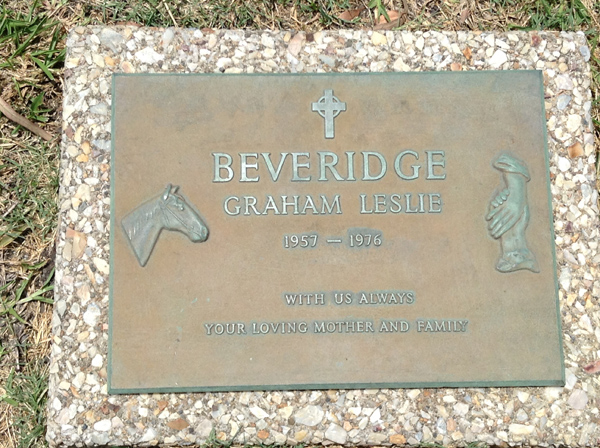 BEVERIDGE
GRAHAM LESLIE
1957 — 1976
WITH US ALWAYS
YOUR LOVING MOTHER AND FAMILY